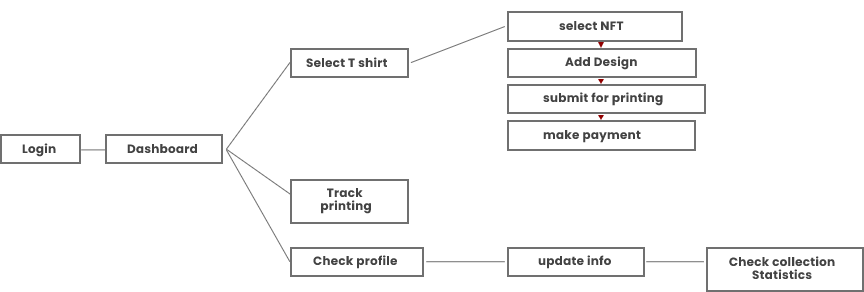 select NFT
Select T shirt
Add Design
submit for printing
make payment
Login
Dashboard
Track
printing
Check profile
update info
Check collection
Statistics